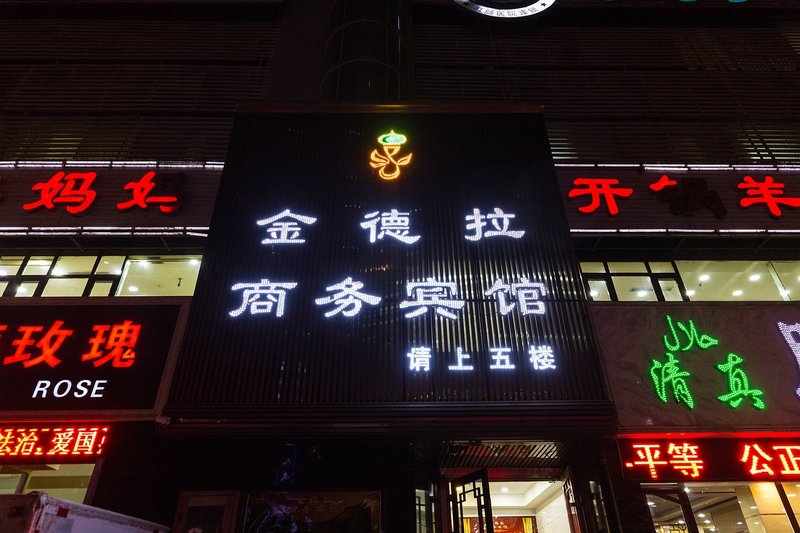 妈妈
开锅羊
金德拉
商务宾馆
请上五楼
玫瑰
ROSE
清真
法治 爱国
平等 公正